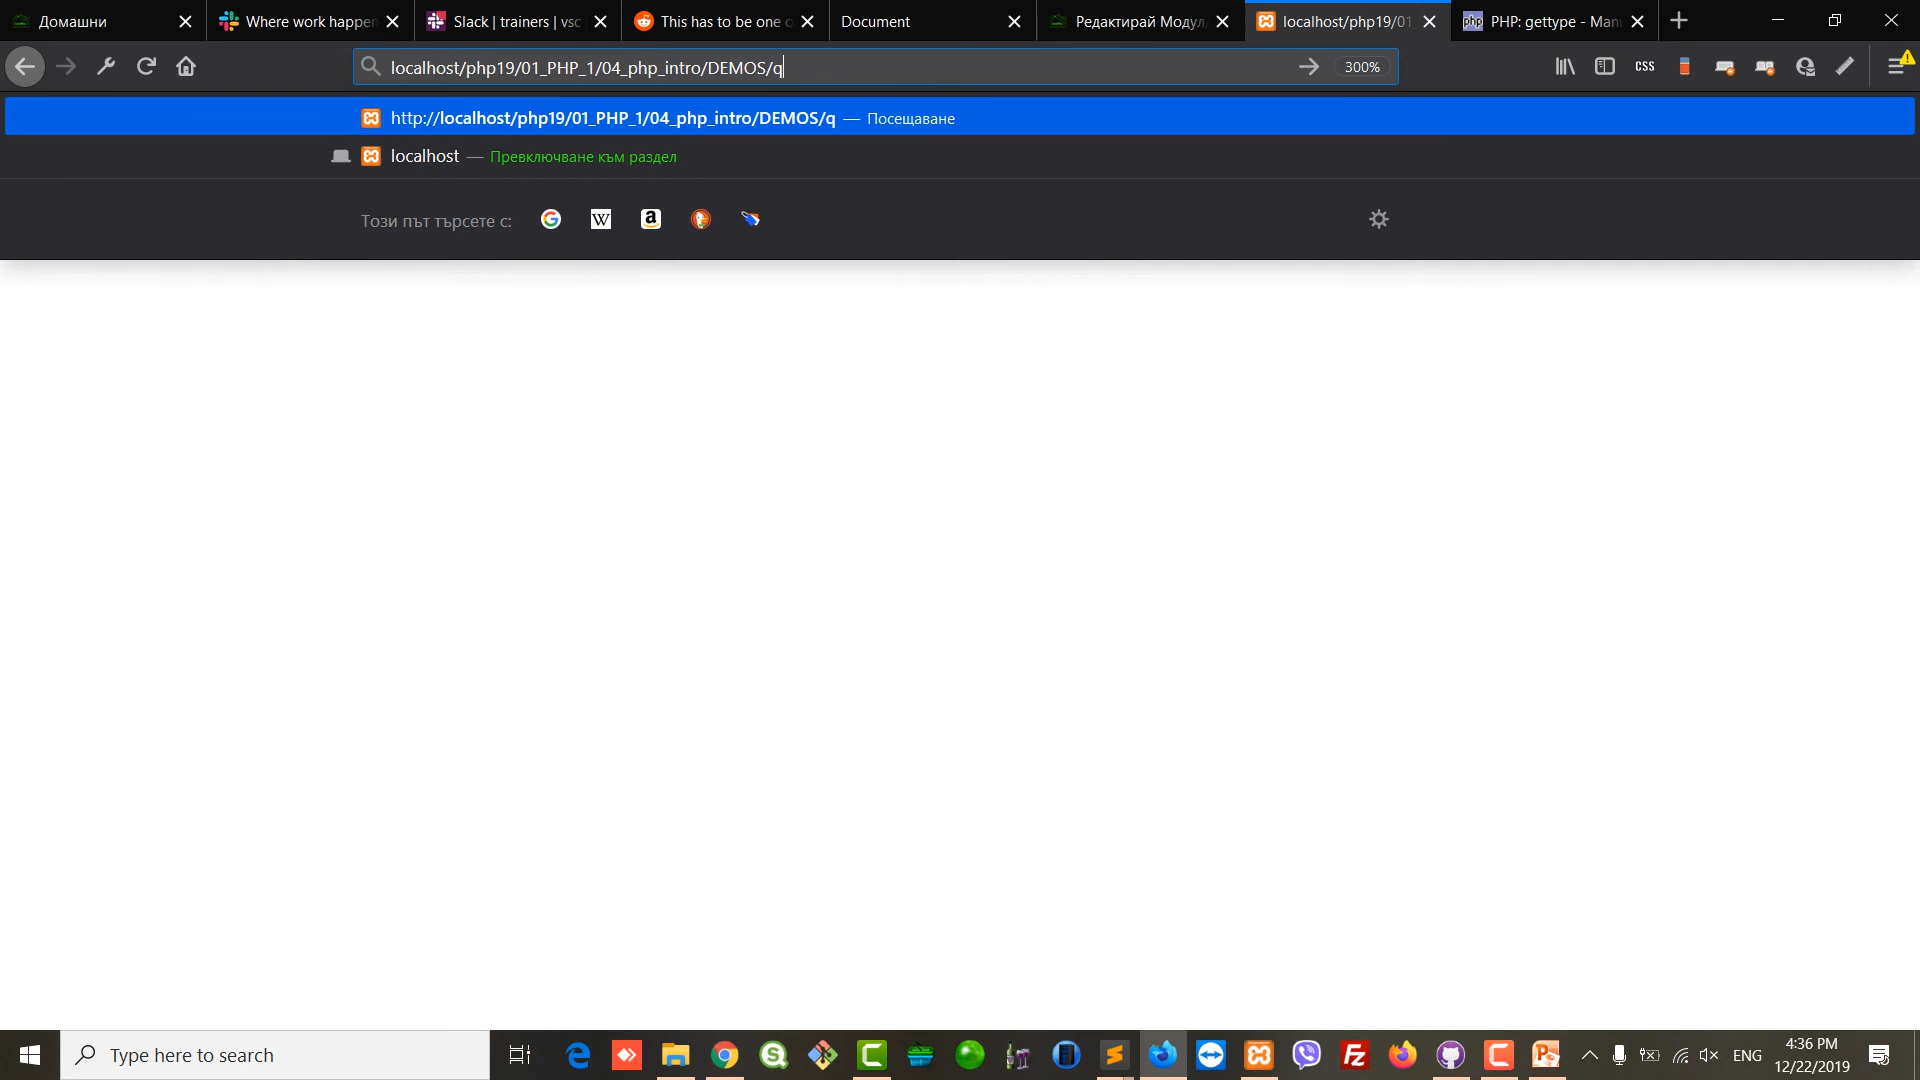 Домашни
Where work happen
Slack | trainers | vsc
This has to be one o
Document
Редактирай Модул
localhost/php19/01
PHP: gettype - Man
localhost/php19/01_PHP_1/04_php_intro/DEMOS/q
300%
CSS
http://localhost/php19/01_PHP_1/04_php_intro/DEMOS/q — Посещаване
localhost — Превключване към раздел
Този път търсете с:
Type here to search
ENG
4:36 PM
12/22/2019